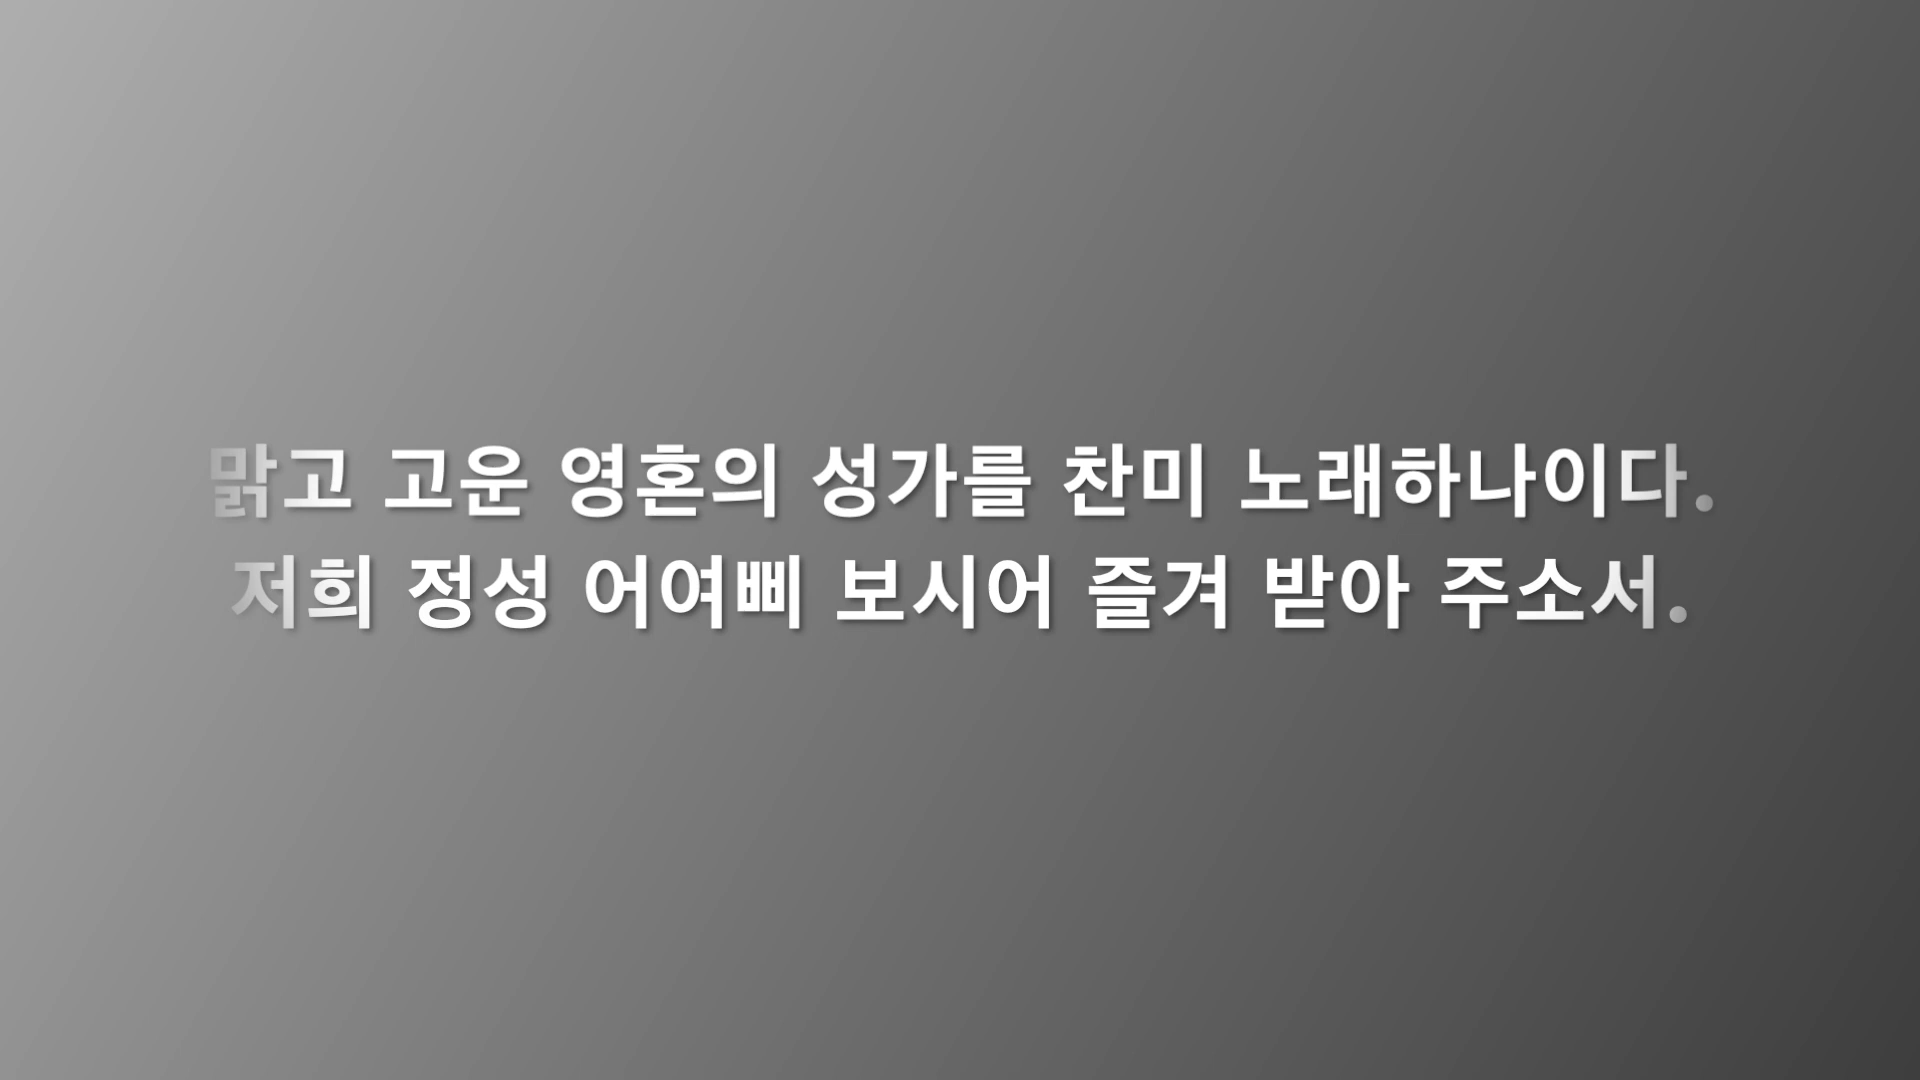 맑고 고운 영혼의 성가를 찬미 노래하나이다.
저희 정성 어여삐 보시어 즐겨 받아 주소서.